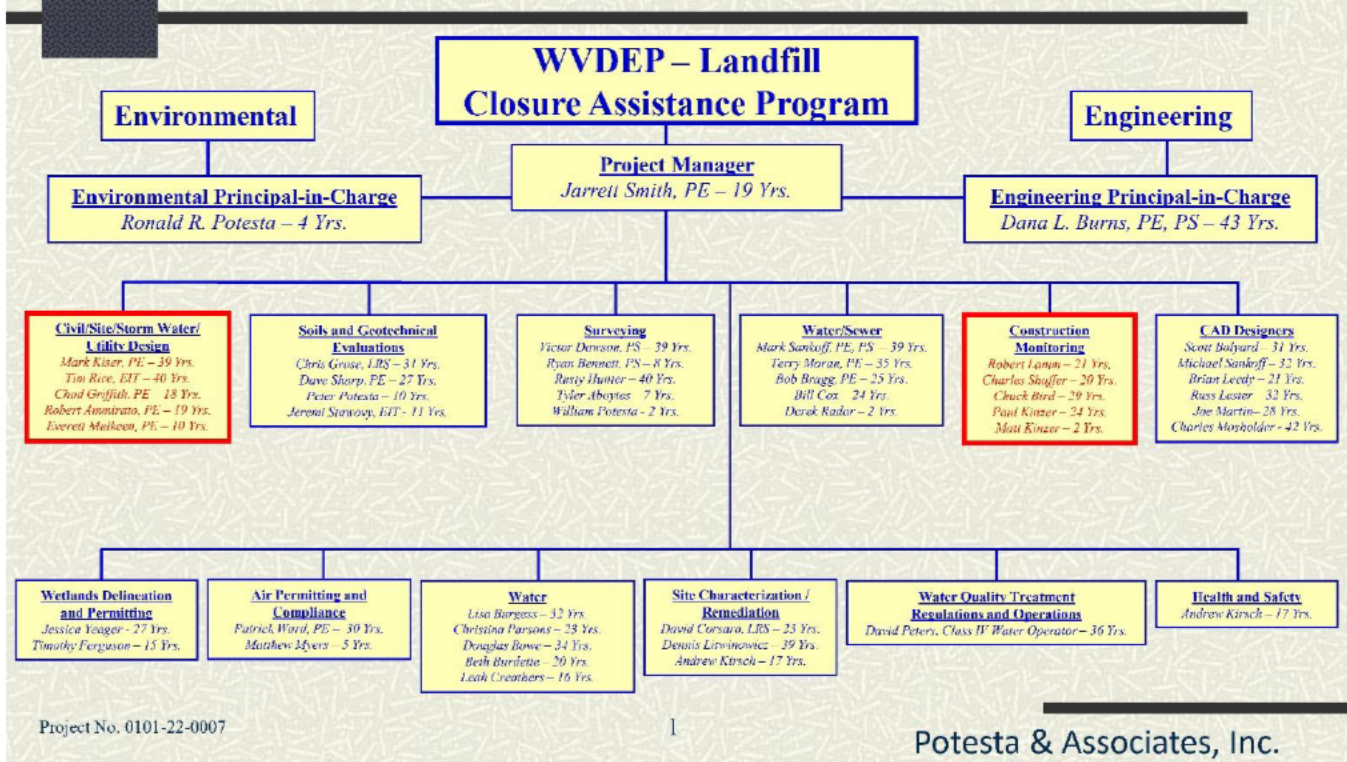 WVDEP – Landfill
Closure Assistance Program
Environmental
Engineering
Project Manager
Jarrett Smith, PE – 19 Yrs.
Environmental Principal-in-Charge
Ronald R. Potesta – 4 Yrs.
Engineering Principal-in-Charge
Dana L. Burns, PE, PS – 43 Yrs.
Civil/Site/Storm Water/
Utility Design
Mark Kiser, PE – 39 Yrs.
Tim Rice, EIT – 40 Yrs.
Chad Griffith, PE – 18 Yrs.
Robert Ammirato, PE – 19 Yrs.
Everett Mulkeen, PE – 10 Yrs.
Soils and Geotechnical
Evaluations
Chris Grose, LRS – 31 Yrs.
Dave Sharp, PE – 27 Yrs.
Peter Potesta – 10 Yrs.
Jeremi Stawovy, EIT - 11 Yrs.
Surveying
Victor Dawson, PS – 39 Yrs.
Ryan Bennett, PS – 8 Yrs.
Rusty Hunter – 40 Yrs.
Tyler Aboytes – 7 Yrs.
William Potesta - 2 Yrs.
Water/Sewer
Mark Sankoff, PE, PS – 39 Yrs.
Terry Moran, PE – 35 Yrs.
Bob Bragg, PE – 25 Yrs.
Bill Cox – 24 Yrs.
Derek Radar – 2 Yrs.
Construction
Monitoring
Robert Lamm – 21 Yrs.
Charles Shaffer – 20 Yrs.
Chuck Bird – 29 Yrs.
Paul Kinzer – 24 Yrs.
Matt Kinzer – 2 Yrs.
CAD Designers
Scott Bolyard – 31 Yrs.
Michael Sankoff – 32 Yrs.
Brian Leedy – 21 Yrs.
Russ Lester – 32 Yrs.
Joe Martin– 28 Yrs.
Charles Mosholder - 42 Yrs.
Wetlands Delineation
and Permitting
Jessica Yeager - 27 Yrs.
Timothy Ferguson – 15 Yrs.
Air Permitting and
Compliance
Patrick Ward, PE – 30 Yrs.
Matthew Myers – 5 Yrs.
Water
Lisa Burgess – 32 Yrs.
Christina Parsons – 23 Yrs.
Douglas Bowe – 34 Yrs.
Beth Burdette – 20 Yrs.
Leah Creathers – 16 Yrs.
Site Characterization /
Remediation
David Corsaro, LRS – 23 Yrs.
Dennis Litwinowicz – 39 Yrs.
Andrew Kirsch – 17 Yrs.
Water Quality Treatment
Regulations and Operations
David Peters, Class IV Water Operator – 36 Yrs.
Health and Safety
Andrew Kirsch – 17 Yrs.
Project No. 0101-22-0007
1
Potesta & Associates, Inc.